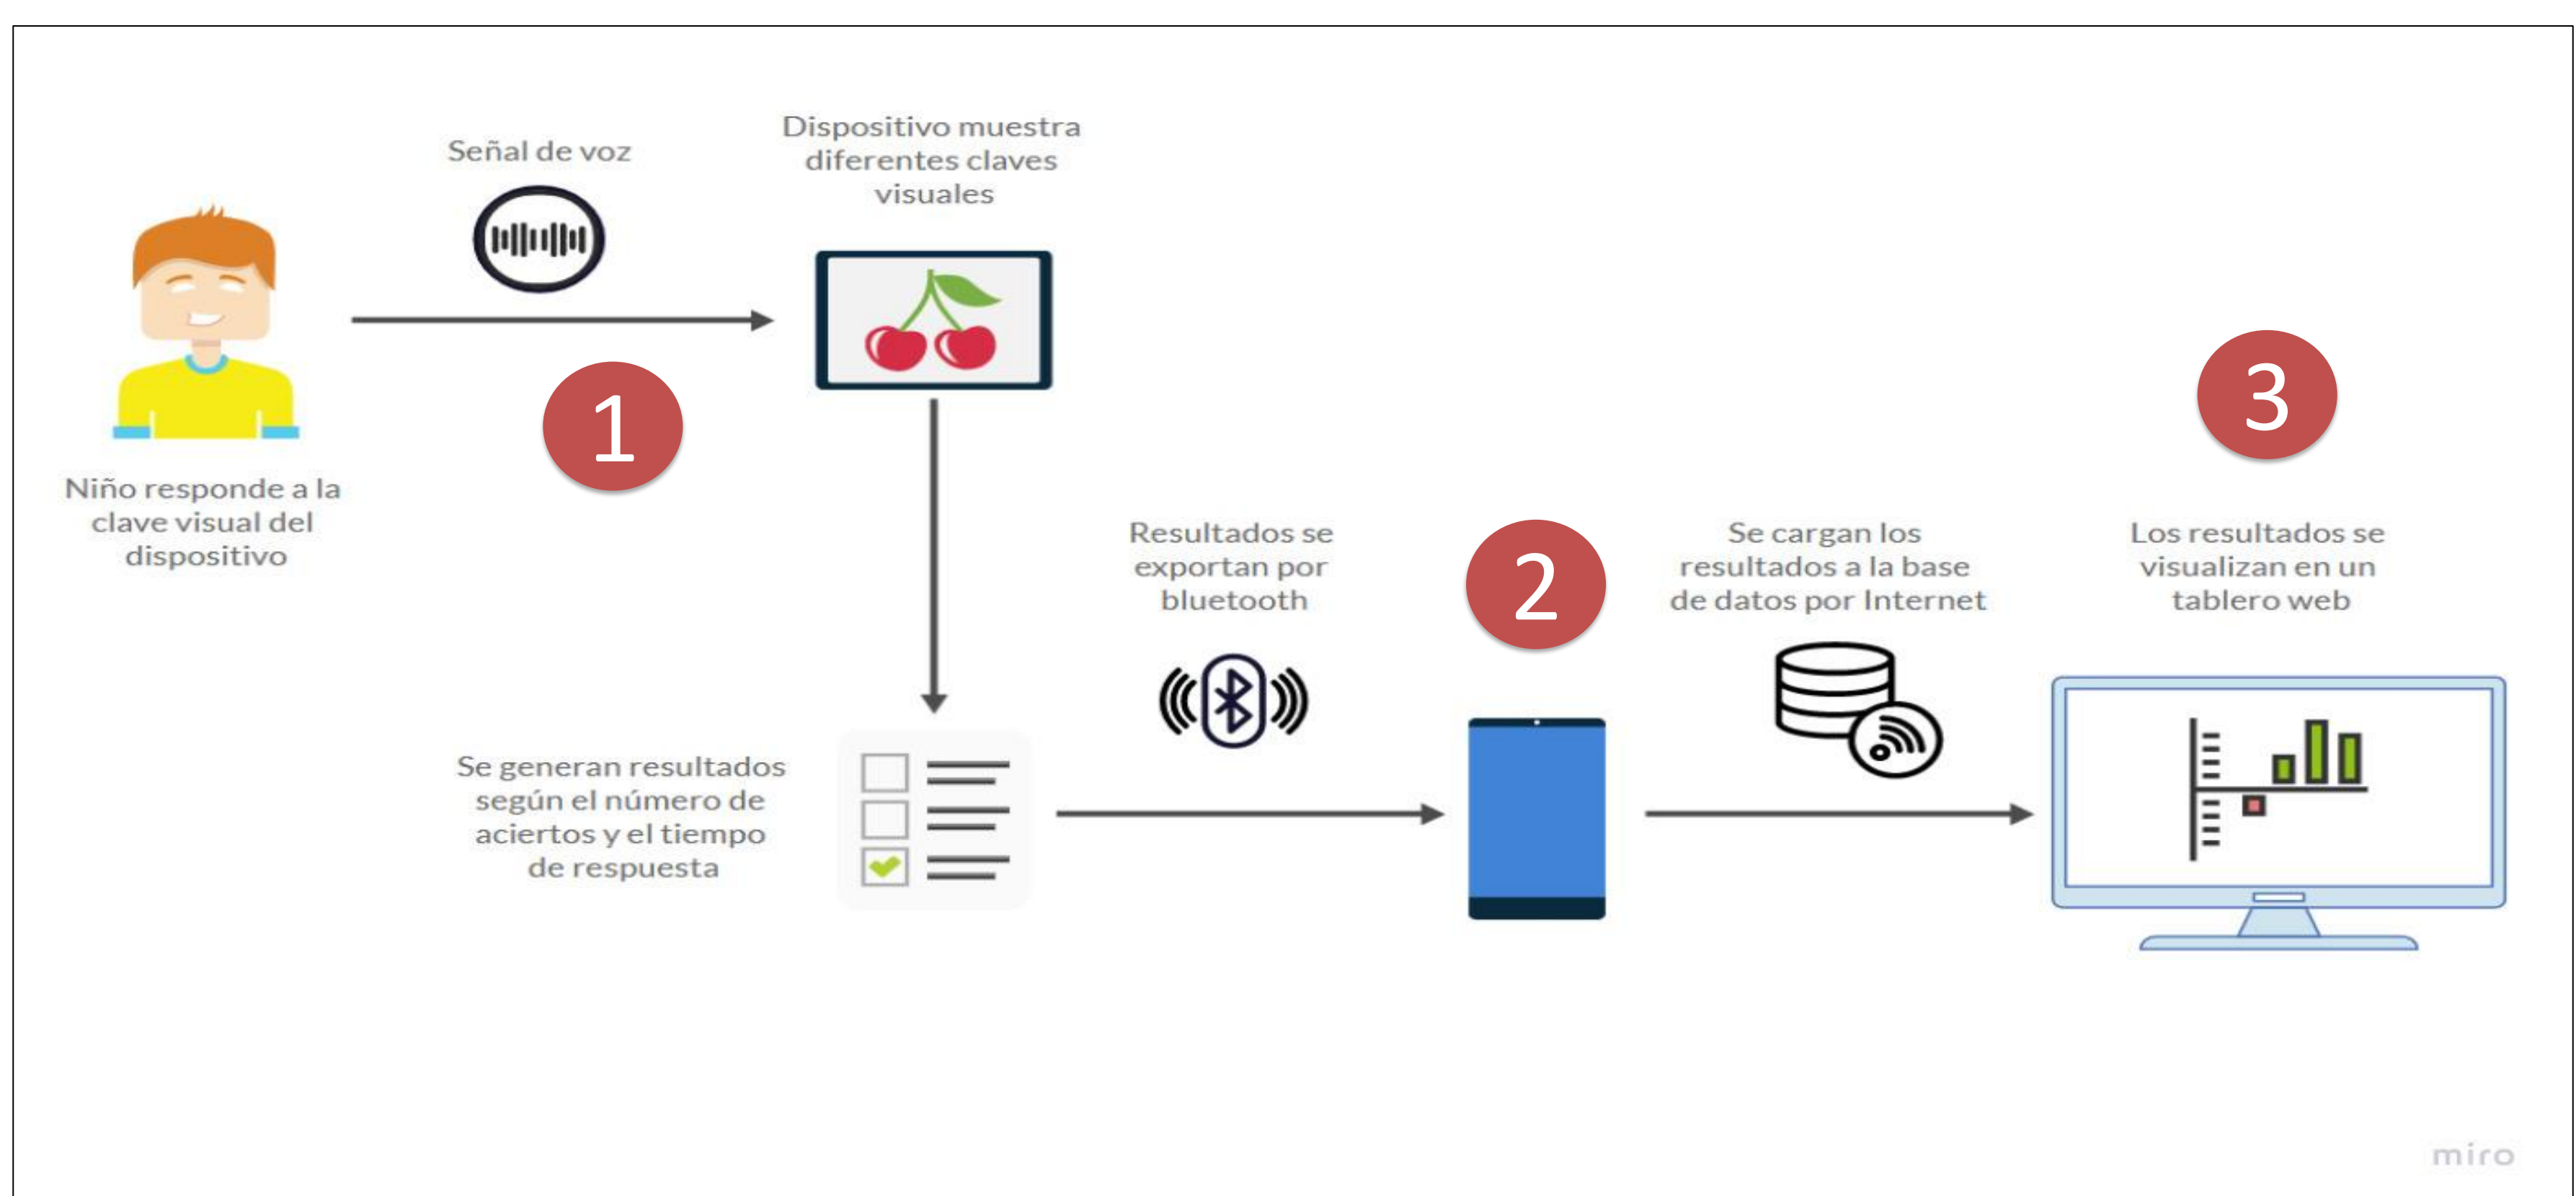 Señal de voz
Dispositivo muestra
diferentes claves
visuales
Niño responde a la
clave visual del
dispositivo
1
Se generan resultados
según el número de
aciertos y el tiempo
de respuesta
Resultados se
exportan por
bluetooth
2
Se cargan los
resultados a la base
de datos por Internet
3
Los resultados se
visualizan en un
tablero web
miro